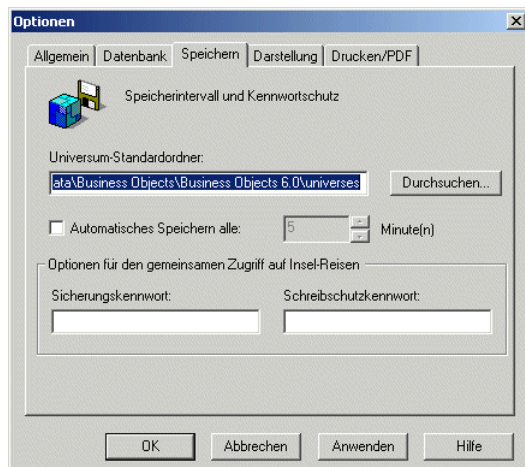 Optionen
Allgemein Datenbank Speichern Darstellung Drucken/PDF
Speicherintervall und Kennwortschutz
Universum-Standardordner:
ata\Business Objects\Business Objects 6.0\universes Durchsuchen...
Automatisches Speichern alle: 5 Minute(n)
Optionen für den gemeinsamen Zugriff auf Insel-Reisen
Sicherungskennwort: Schreibschutzkennwort:
OK Abbrechen Anwenden Hilfe